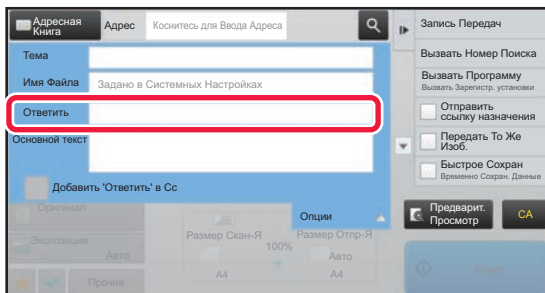 Адресная
Книга
Адрес
Коснитесь для Ввода Адреса
Тема
Имя Файла
Задано в Системных Настройках
Ответить
Основной текст
Добавить 'Ответить' в Cc
Оригинал
Опции
Экспозиция
Авто
Размер Скан-Я
100%
Размер Отпр-Я
Авто
A4
A4
Прочие
Запись Передач
Вызвать Номер Поиска
Вызвать Программу
Вызвать Зарегистр. установки
Отправить
ссылку назначения
Передать То Же
Изоб.
Быстрое Сохран
Временно Сохран. Данные
Предварит.
Просмотр
CA
Старт